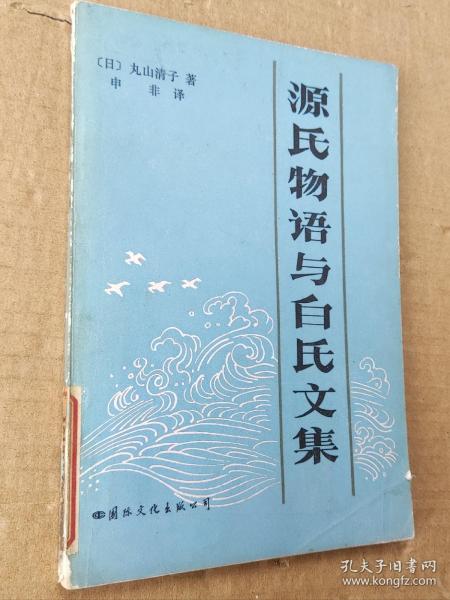 〔日〕丸山清子 著
申 非 译
源氏物语与白氏文集
国际文化出版公司
孔夫子旧书网
www.kongfz.com